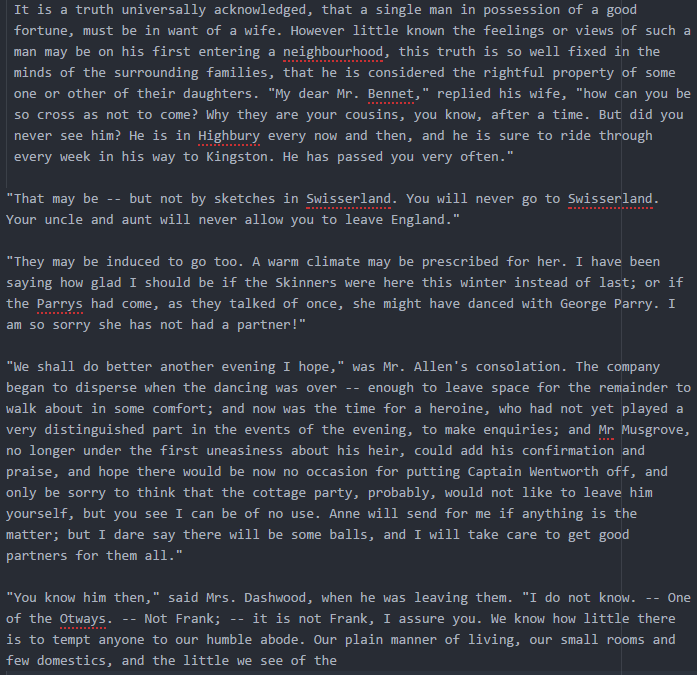 It is a truth universally acknowledged, that a single man in possession of a good
fortune, must be in want of a wife. However little known the feelings or views of such a
man may be on his first entering a neighbourhood, this truth is so well fixed in the
minds of the surrounding families, that he is considered the rightful property of some
one or other of their daughters. "My dear Mr. Bennet," replied his wife, "how can you be
so cross as not to come? Why they are your cousins, you know, after a time. But did you
never see him? He is in Highbury every now and then, and he is sure to ride through
every week in his way to Kingston. He has passed you very often."
"That may be -- but not by sketches in Swisserland. You will never go to Swisserland.
Your uncle and aunt will never allow you to leave England."
"They may be induced to go too. A warm climate may be prescribed for her. I have been
saying how glad I should be if the Skinners were here this winter instead of last; or if
the Parrys had come, as they talked of once, she might have danced with George Parry. I
am so sorry she has not had a partner!"
"We shall do better another evening I hope," was Mr. Allen's consolation. The company
began to disperse when the dancing was over -- enough to leave space for the remainder to
walk about in some comfort; and now was the time for a heroine, who had not yet played a
very distinguished part in the events of the evening, to make enquiries; and Mr Musgrove,
no longer under the first uneasiness about his heir, could add his confirmation and
praise, and hope there would be now no occasion for putting Captain Wentworth off, and
only be sorry to think that the cottage party, probably, would not like to leave him
yourself, but you see I can be of no use. Anne will send for me if anything is the
matter; but I dare say there will be some balls, and I will take care to get good
partners for them all."
"You know him then," said Mrs. Dashwood, when he was leaving them. "I do not know. -- One
of the Otways. -- Not Frank; -- it is not Frank, I assure you. We know how little there
is to tempt anyone to our humble abode. Our plain manner of living, our small rooms and
few domestics, and the little we see of the